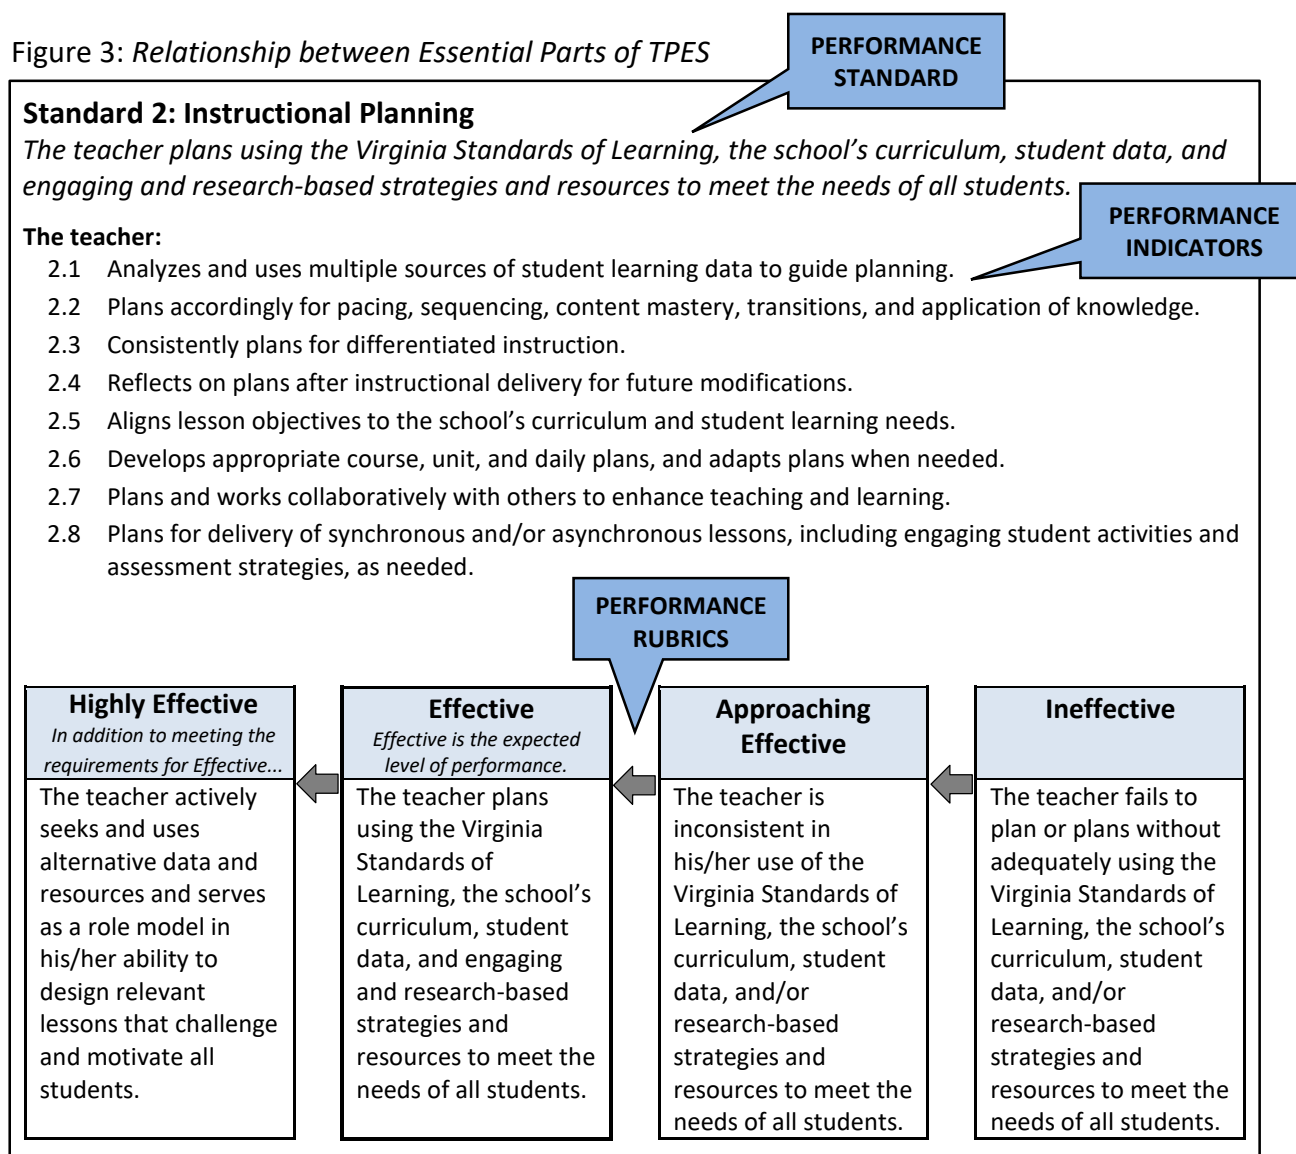 Figure 3: Relationship between Essential Parts of TPES
PERFORMANCE
STANDARD
Standard 2: Instructional Planning
The teacher plans using the Virginia Standards of Learning, the school’s curriculum, student data, and
engaging and research-based strategies and resources to meet the needs of all students.
PERFORMANCE
INDICATORS
The teacher:
2.1 Analyzes and uses multiple sources of student learning data to guide planning.
2.2 Plans accordingly for pacing, sequencing, content mastery, transitions, and application of knowledge.
2.3 Consistently plans for differentiated instruction.
2.4 Reflects on plans after instructional delivery for future modifications.
2.5 Aligns lesson objectives to the school’s curriculum and student learning needs.
2.6 Develops appropriate course, unit, and daily plans, and adapts plans when needed.
2.7 Plans and works collaboratively with others to enhance teaching and learning.
2.8 Plans for delivery of synchronous and/or asynchronous lessons, including engaging student activities and
assessment strategies, as needed.
PERFORMANCE
RUBRICS
Highly Effective
In addition to meeting the
requirements for Effective...
The teacher actively
seeks and uses
alternative data and
resources and serves
as a role model in
his/her ability to
design relevant
lessons that challenge
and motivate all
students.
Effective
Effective is the expected
level of performance.
The teacher plans
using the Virginia
Standards of
Learning, the school’s
curriculum, student
data, and engaging
and research-based
strategies and
resources to meet the
needs of all students.
Approaching
Effective
The teacher is
inconsistent in
his/her use of the
Virginia Standards of
Learning, the school’s
curriculum, student
data, and/or
research-based
strategies and
resources to meet the
needs of all students.
Ineffective
The teacher fails to
plan or plans without
adequately using the
Virginia Standards of
Learning, the school’s
curriculum, student
data, and/or
research-based
strategies and
resources to meet the
needs of all students.